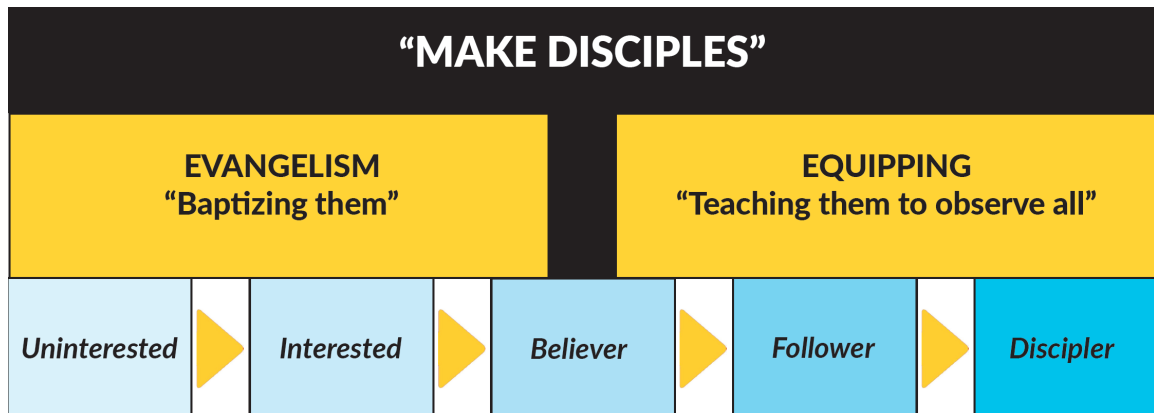 “MAKE DISCIPLES”
EVANGELISM
“Baptizing them”
EQUIPPING
“Teaching them to observe all”
Uninterested
Interested
Believer
Follower
Discipler